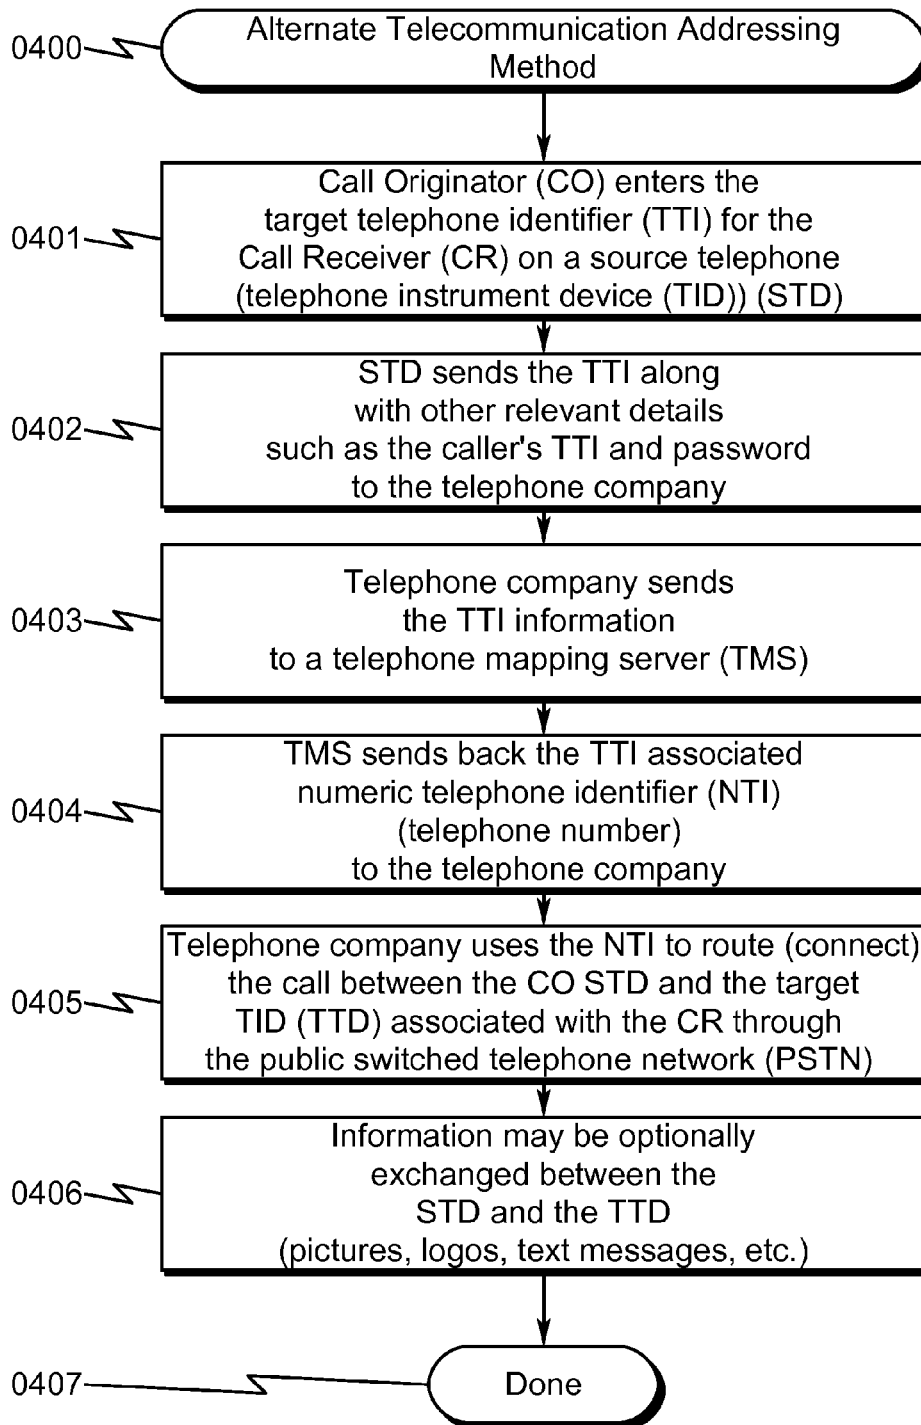 0400
Alternate Telecommunication Addressing
Method
0401
Call Originator (CO) enters the
target telephone identifier (TTI) for the
Call Receiver (CR) on a source telephone
(telephone instrument device (TID)) (STD)
0402
STD sends the TTI along
with other relevant details
such as the caller's TTI and password
to the telephone company
0403
Telephone company sends
the TTI information
to a telephone mapping server (TMS)
0404
TMS sends back the TTI associated
numeric telephone identifier (NTI)
(telephone number)
to the telephone company
0405
Telephone company uses the NTI to route (connect)
the call between the CO STD and the target
TID (TTD) associated with the CR through
the public switched telephone network (PSTN)
0406
Information may be optionally
exchanged between the
STD and the TTD
(pictures, logos, text messages, etc.)
0407
Done